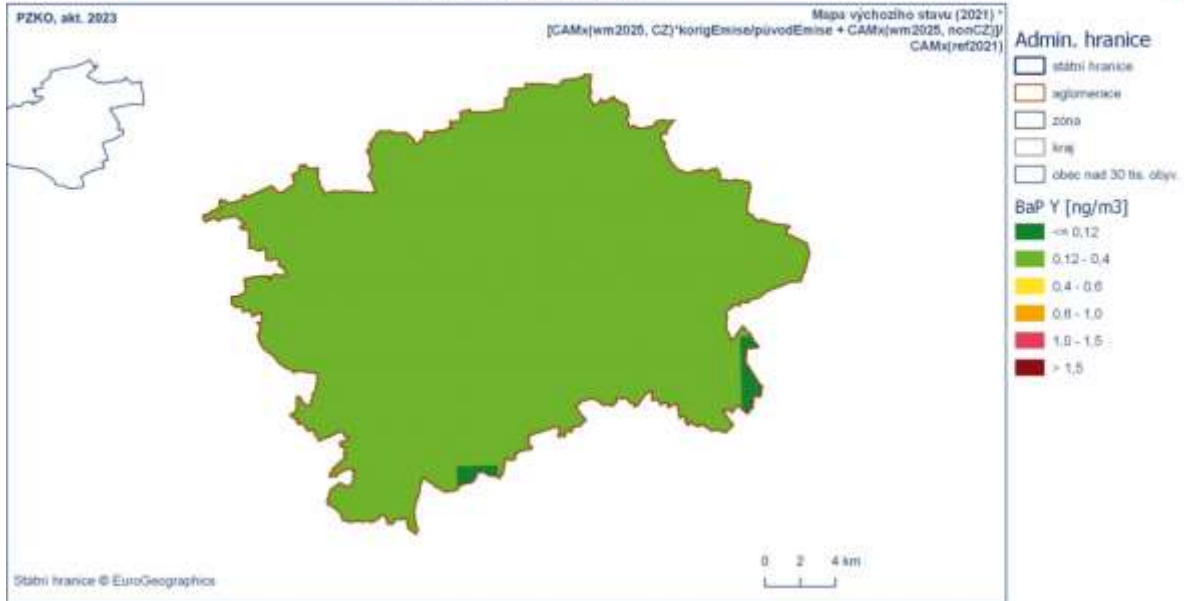 PZKO, akt. 2023
Mapa výchozího stavu (2021) *
[CAMx(wm2025, CZ)*korigEmise/původEmise + CAMx(wm2025, nonCZ)]/
CAMx(ref2021)
Admin. hranice
státní hranice
aglomerace
zóna
kraj
obec nad 30 tis. obyv.
BaP Y [ng/m3]
<= 0,12
0,12 - 0,4
0,4 - 0,6
0,6 - 1,0
1,0 - 1,5
> 1,5
0 2 4 km
Státní hranice © EuroGeographics